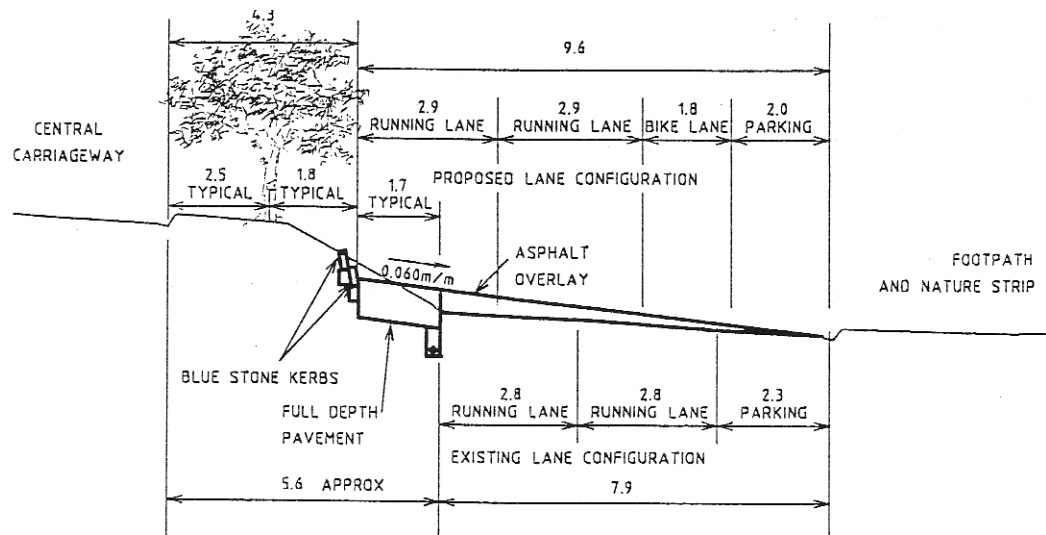 4.3
9.6
2.9
RUNNING LANE
2.9
RUNNING LANE
1.8
BIKE LANE
2.0
PARKING
CENTRAL
CARRIAGEWAY
2.5
TYPICAL
1.8
TYPICAL
PROPOSED LANE CONFIGURATION
1.7
TYPICAL
0.060m/m
ASPHALT
OVERLAY
FOOTPATH
AND NATURE STRIP
BLUE STONE KERBS
FULL DEPTH
PAVEMENT
2.8
RUNNING LANE
2.8
RUNNING LANE
2.3
PARKING
EXISTING LANE CONFIGURATION
5.6 APPROX
7.9